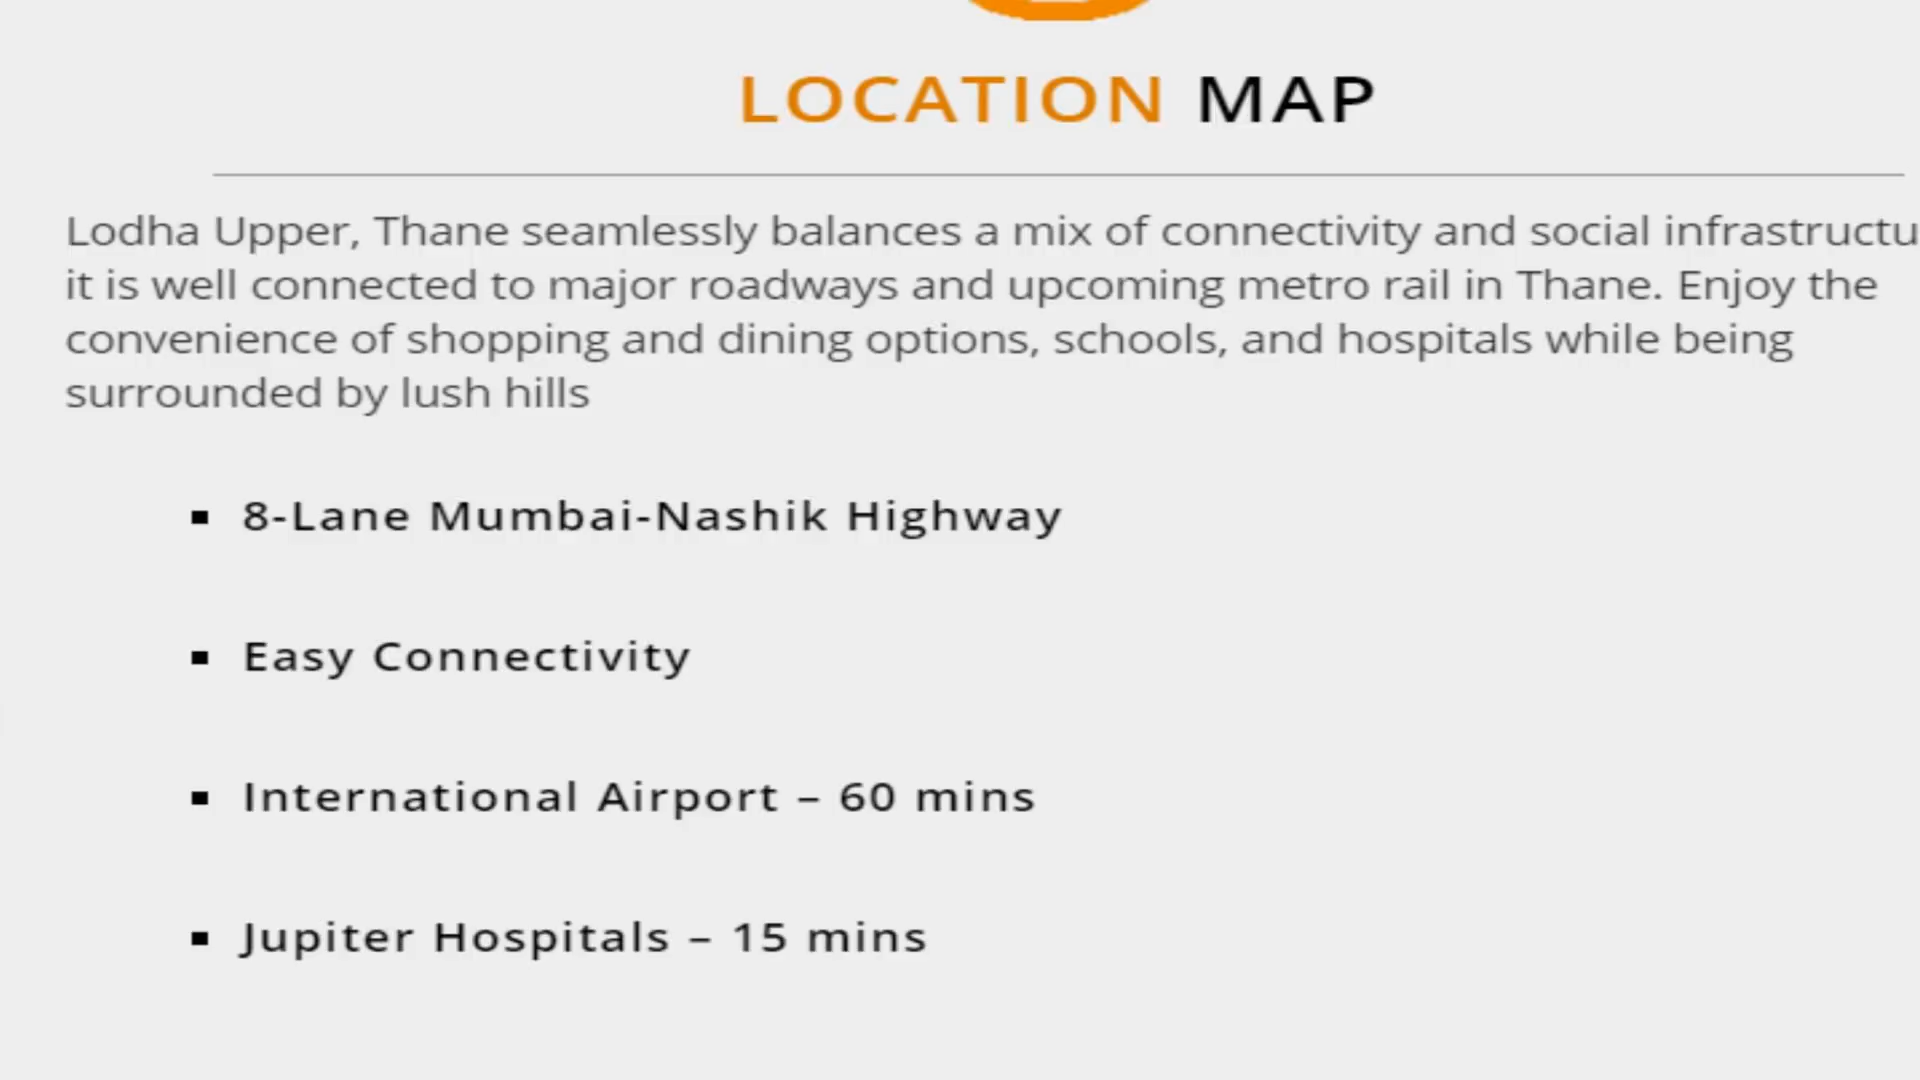 LOCATION MAP
Lodha Upper, Thane seamlessly balances a mix of connectivity and social
it is well connected to major roadways and upcoming metro rail in Thane. Enjoy the
convenience of shopping and dining options, schools, and hospitals while being
surrounded by lush hills
▪ 8-Lane Mumbai-Nashik Highway
▪ Easy Connectivity
▪ International Airport – 60 mins
▪ Jupiter Hospitals – 15 mins